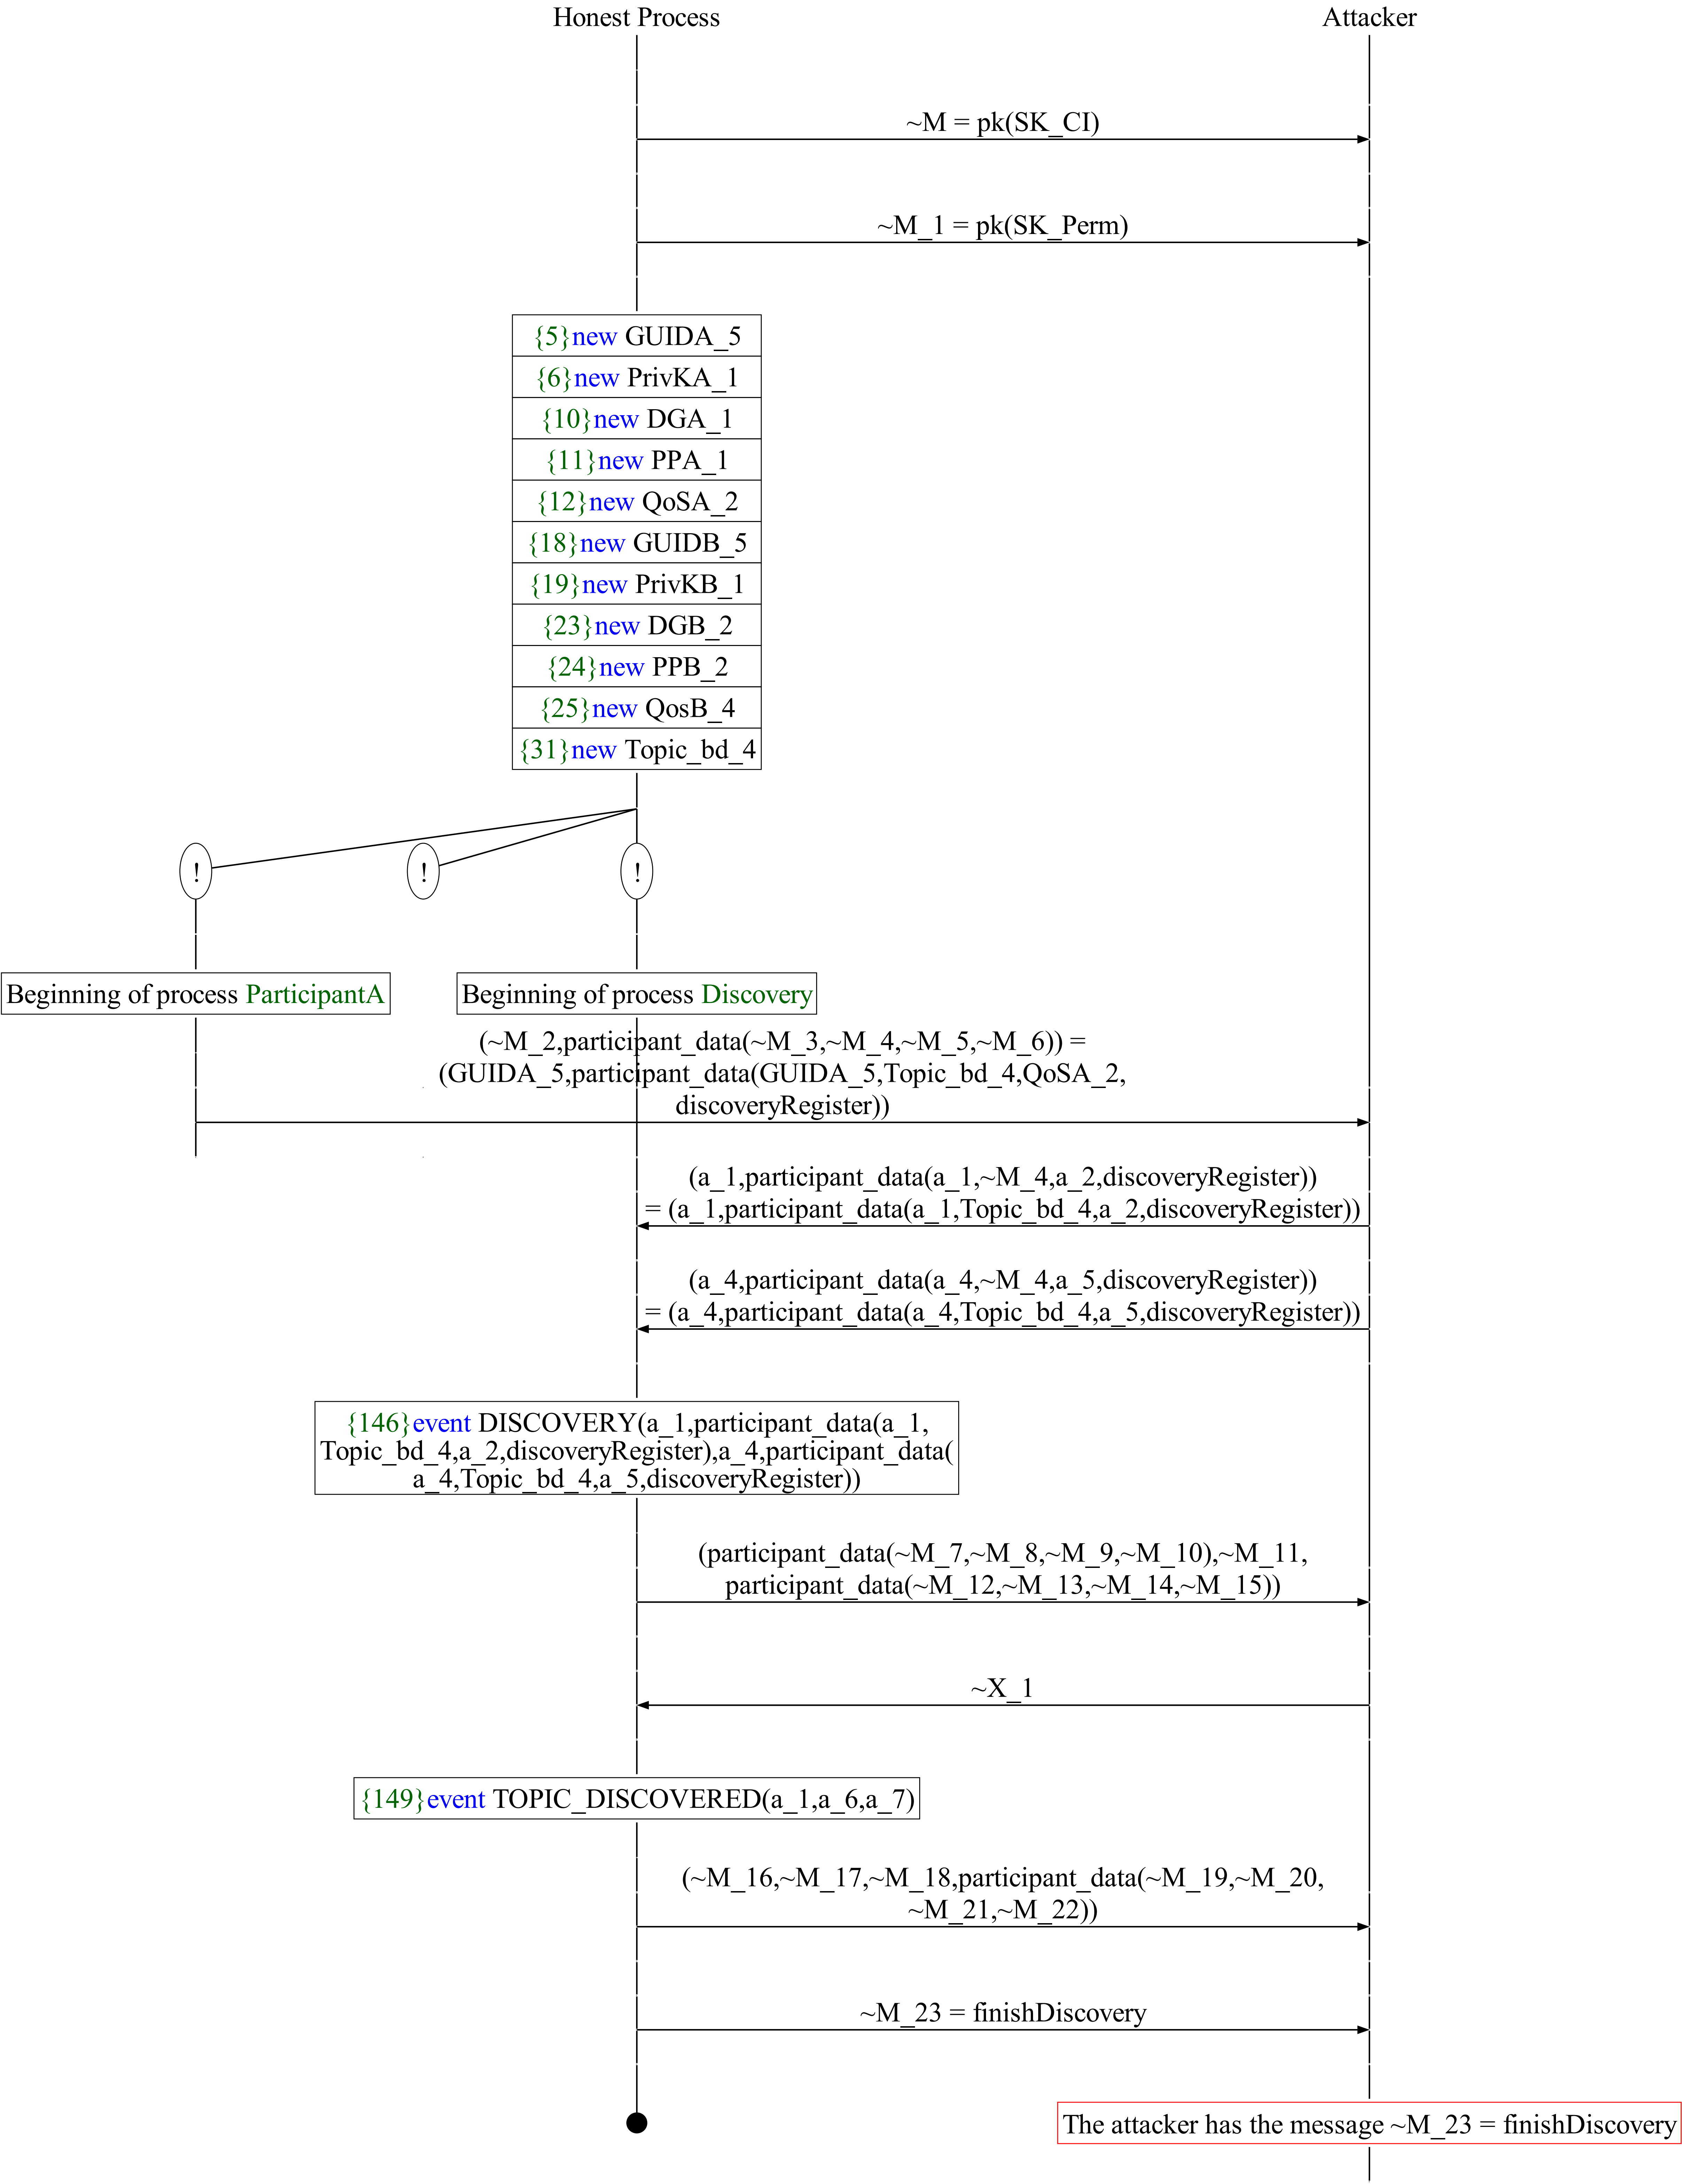 Honest Process
Attacker
~M = pk(SK_CI)
~M_1 = pk(SK_Perm)
{5}new GUIDA_5
{6}new PrivKA_1
{10}new DGA_1
{11}new PPA_1
{12}new QoSA_2
{18}new GUIDB_5
{19}new PrivKB_1
{23}new DGB_2
{24}new PPB_2
{25}new QosB_4
{31}new Topic_bd_4
!
!
!
Beginning of process ParticipantA
Beginning of process Discovery
(~M_2,participant_data(~M_3,~M_4,~M_5,~M_6)) =
(GUIDA_5,participant_data(GUIDA_5,Topic_bd_4,QoSA_2,
discoveryRegister))
(a_1,participant_data(a_1,~M_4,a_2,discoveryRegister))
= (a_1,participant_data(a_1,Topic_bd_4,a_2,discoveryRegister))
(a_4,participant_data(a_4,~M_4,a_5,discoveryRegister))
= (a_4,participant_data(a_4,Topic_bd_4,a_5,discoveryRegister))
{146}event DISCOVERY(a_1,participant_data(a_1,
Topic_bd_4,a_2,discoveryRegister),a_4,participant_data(
a_4,Topic_bd_4,a_5,discoveryRegister))
(participant_data(~M_7,~M_8,~M_9,~M_10),~M_11,
participant_data(~M_12,~M_13,~M_14,~M_15))
~X_1
{149}event TOPIC_DISCOVERED(a_1,a_6,a_7)
(~M_16,~M_17,~M_18,participant_data(~M_19,~M_20,
~M_21,~M_22))
~M_23 = finishDiscovery
The attacker has the message ~M_23 = finishDiscovery